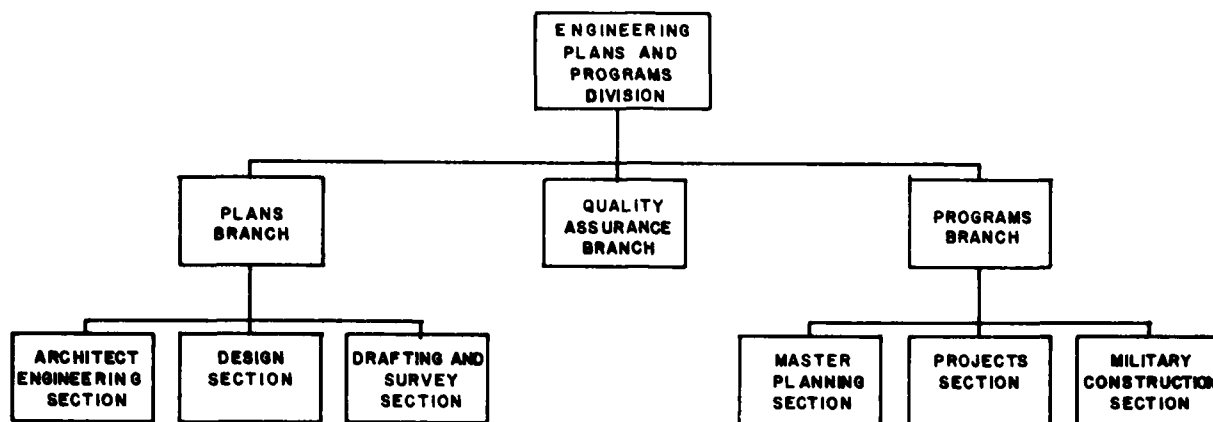 ENGINEERING
PLANS AND
PROGRAMS
DIVISION
PLANS
BRANCH
QUALITY
ASSURANCE
BRANCH
PROGRAMS
BRANCH
ARCHITECT
ENGINEERING
SECTION
DESIGN
SECTION
DRAFTING AND
SURVEY
SECTION
MASTER
PLANNING
SECTION
PROJECTS
SECTION
MILITARY
CONSTRUCTION
SECTION